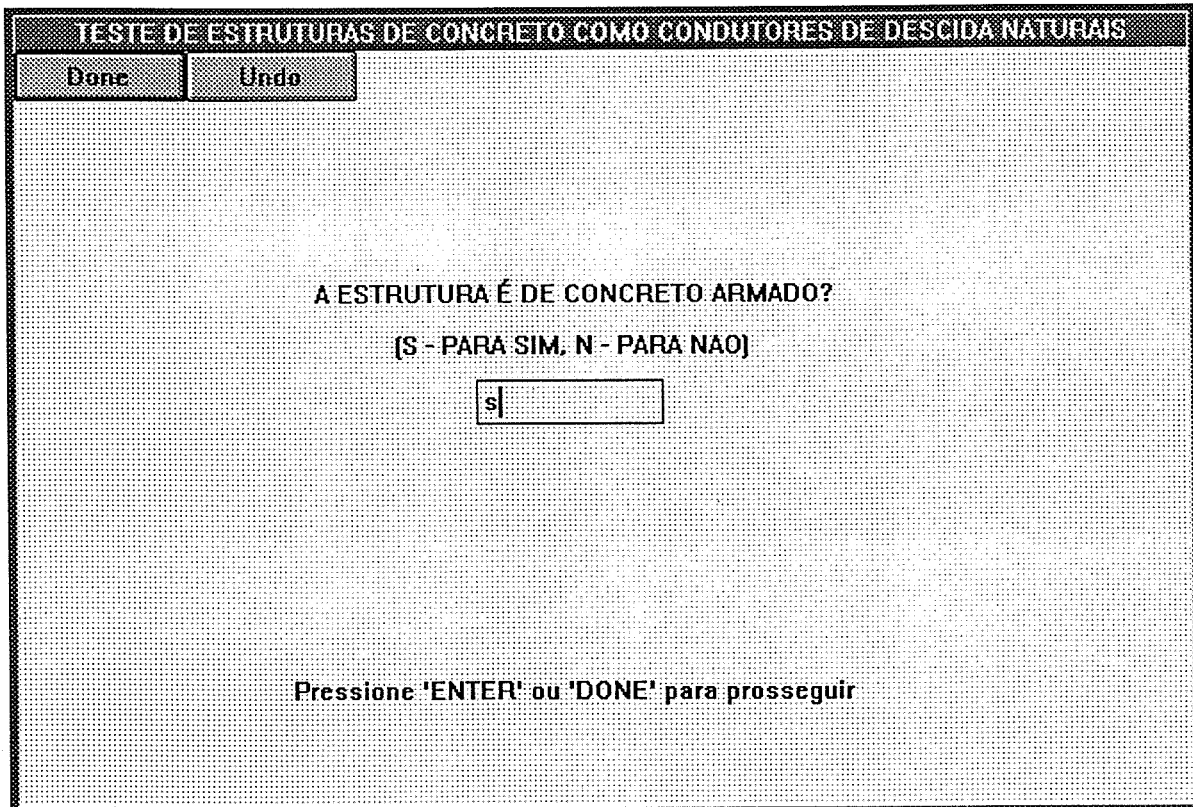 TESTE DE ESTRUTURAS DE CONCRETO COMO CONDUTORES DE DESCIDA NATURAIS
Done Undo
A ESTRUTURA É DE CONCRETO ARMADO?
(S - PARA SIM, N - PARA NAO)
s
Pressione 'ENTER' ou 'DONE' para prosseguir